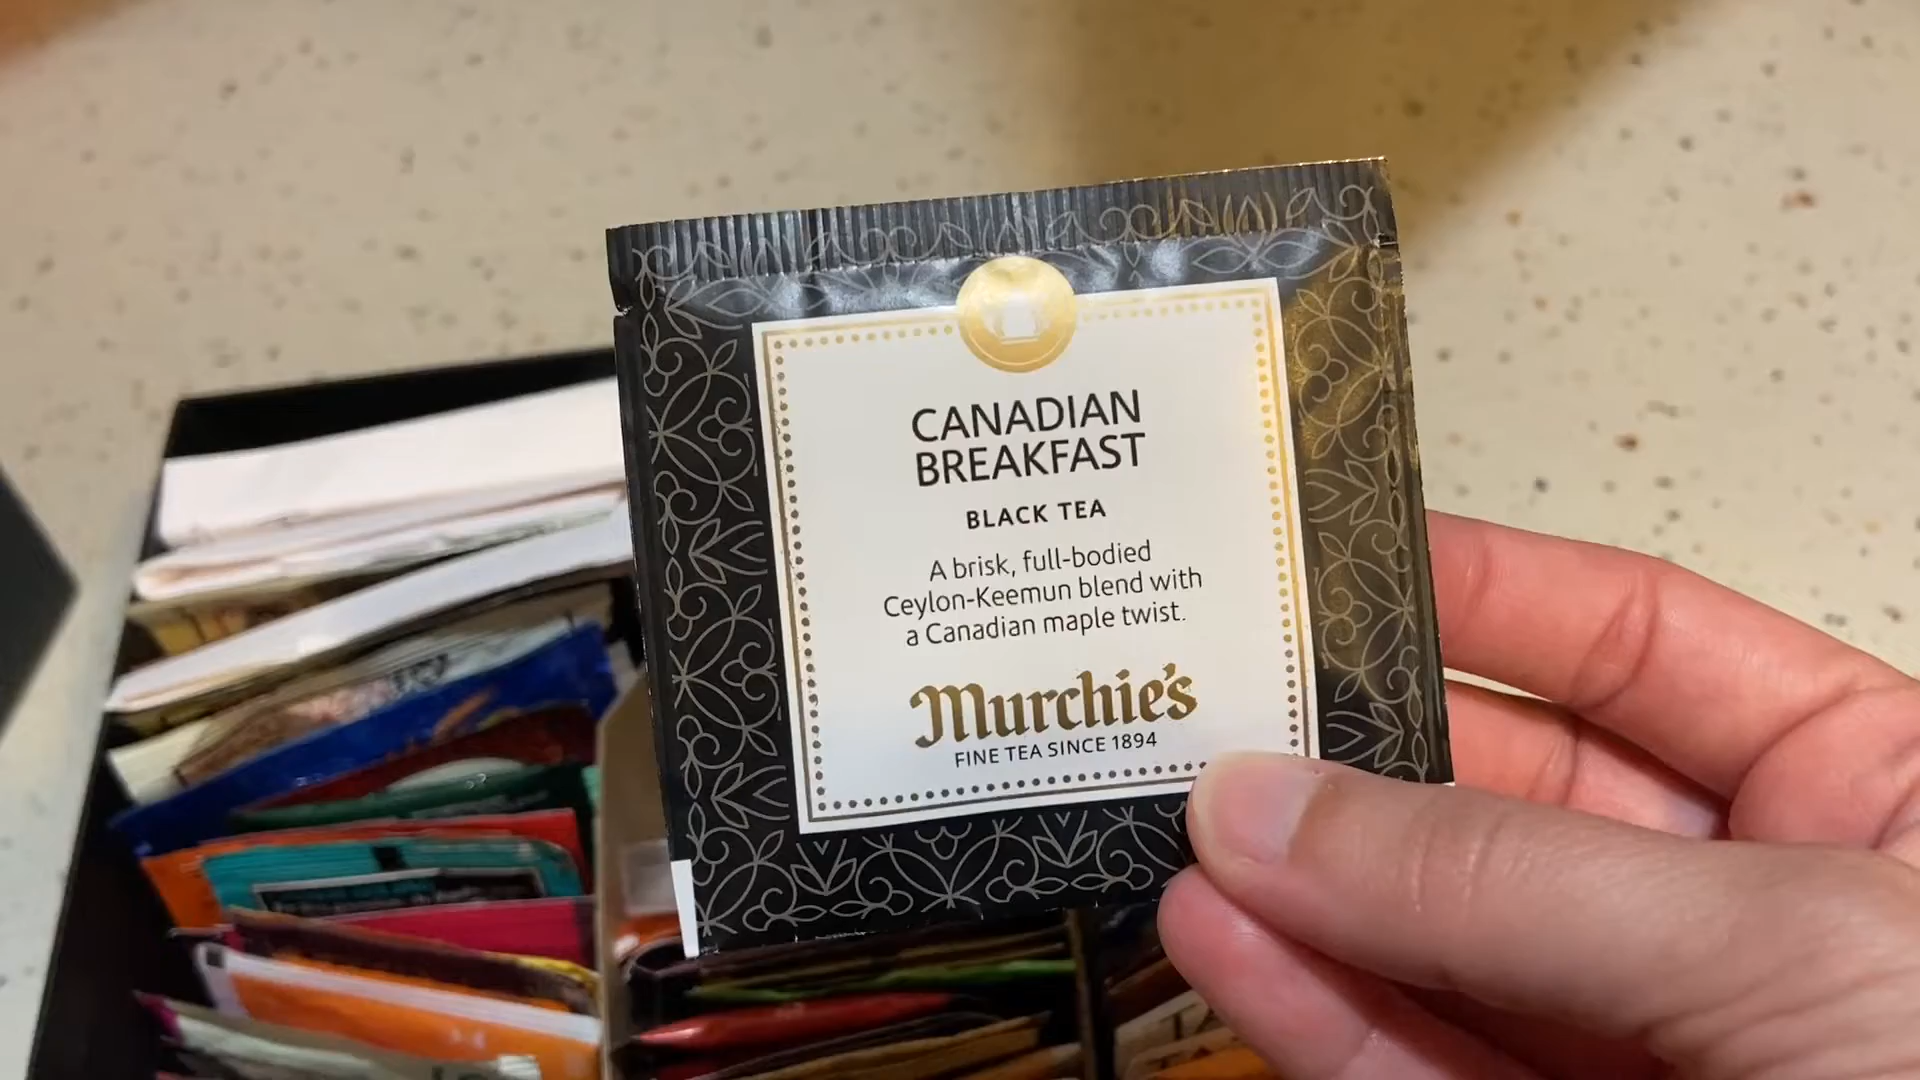 CANADIAN
BREAKFAST
BLACK TEA
A brisk, full-bodied
Ceylon-Keemun blend with
a Canadian maple twist.
Murchie's
FINE TEA SINCE 1894